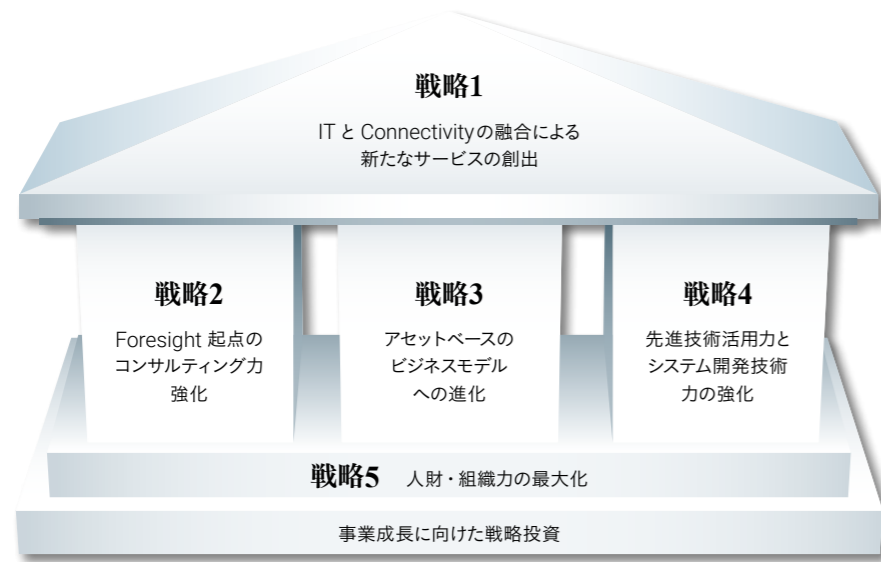 戦略1
IT と Connectivityの融合による
新たなサービスの創出
戦略2
Foresight 起点の
コンサルティング力
強化
戦略3
アセットベースの
ビジネスモデル
への進化
戦略4
先進技術活用力と
システム開発技術
力の強化
戦略5 人財・組織力の最大化
事業成長に向けた戦略投資